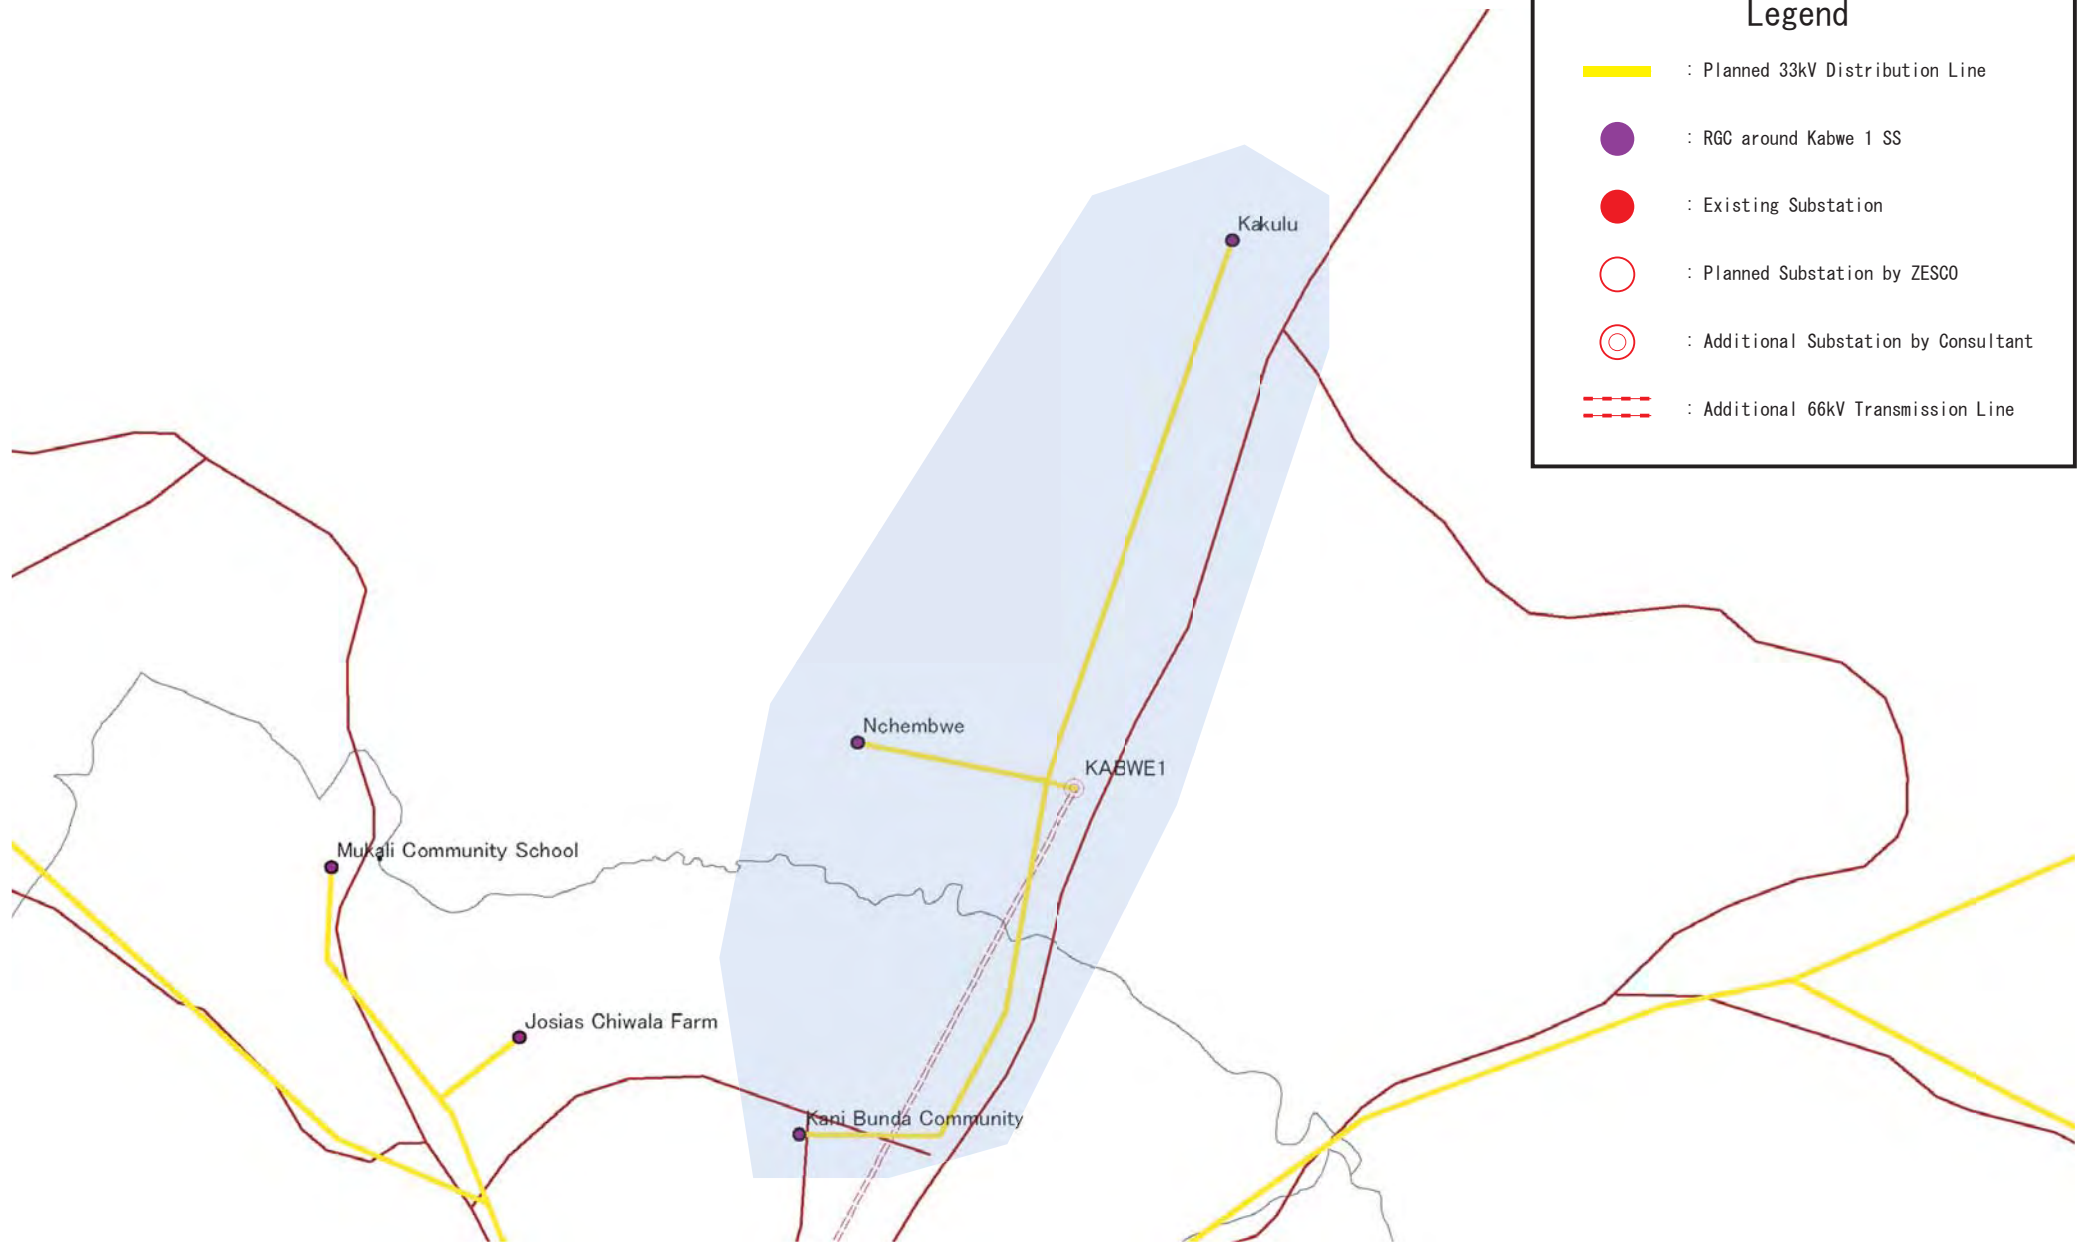 Legend
: Planned 33kV Distribution Line
: RGC around Kabwe 1 SS
: Existing Substation
: Planned Substation by ZESCO
: Additional Substation by Consultant
: Additional 66kV Transmission Line
Kakulu
Nchembwe
KABWE1
Mukali Community School
Josias Chiwala Farm
Kani Bunda Community